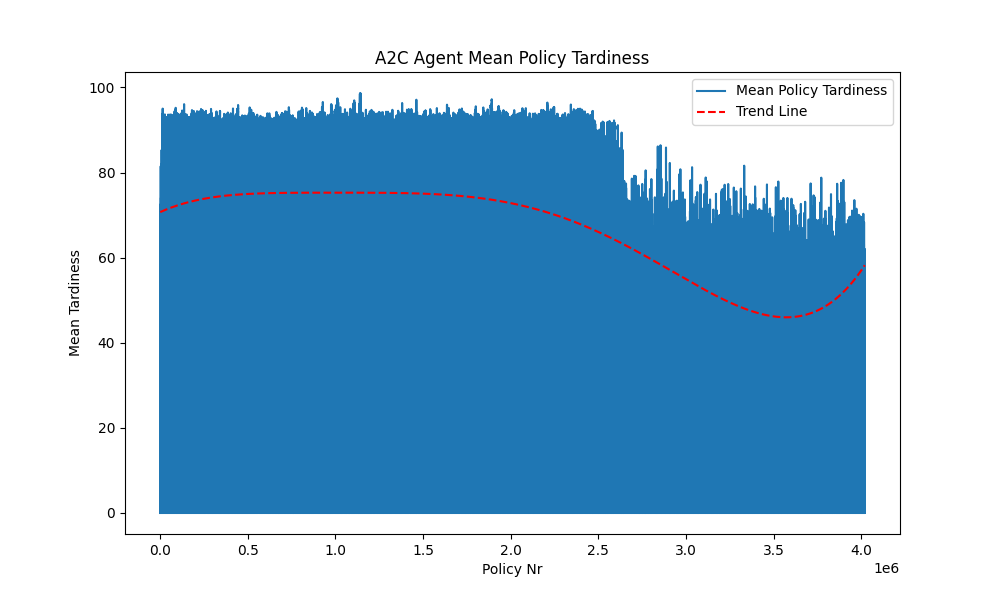 A2C Agent Mean Policy Tardiness
Mean Policy Tardiness
Trend Line
Mean Tardiness
100
80
60
40
20
0
0.0 0.5 1.0 1.5 2.0 2.5 3.0 3.5 4.0
1e6
Policy Nr